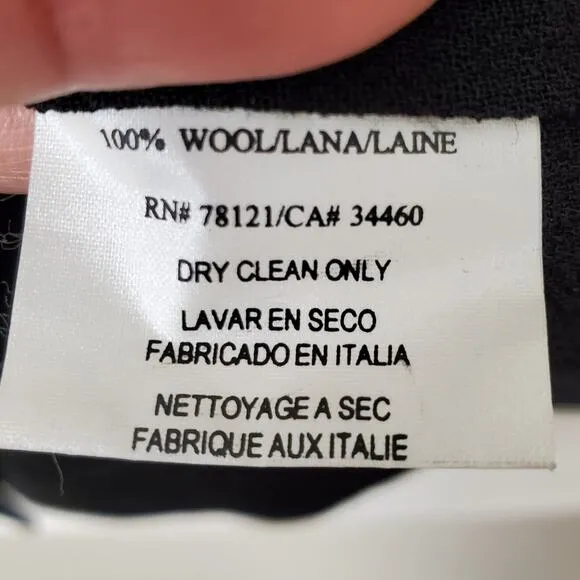 100% WOOL/LANA/LAINE
RN# 78121/CA# 34460
DRY CLEAN ONLY
LAVAR EN SECO
FABRICADO EN ITALIA
NETTOYAGE A SEC
FABRIQUE AUX ITALIE